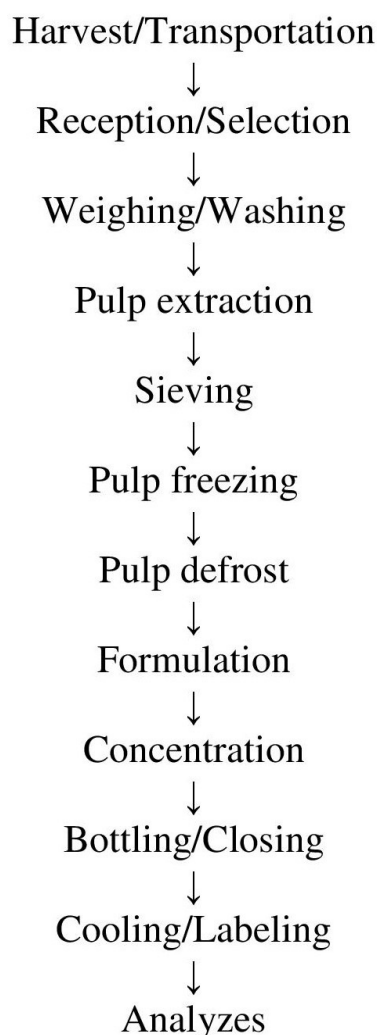 Harvest/Transportation
↓
Reception/Selection
↓
Weighing/Washing
↓
Pulp extraction
↓
Sieving
↓
Pulp freezing
↓
Pulp defrost
↓
Formulation
↓
Concentration
↓
Bottling/Closing
↓
Cooling/Labeling
↓
Analyzes